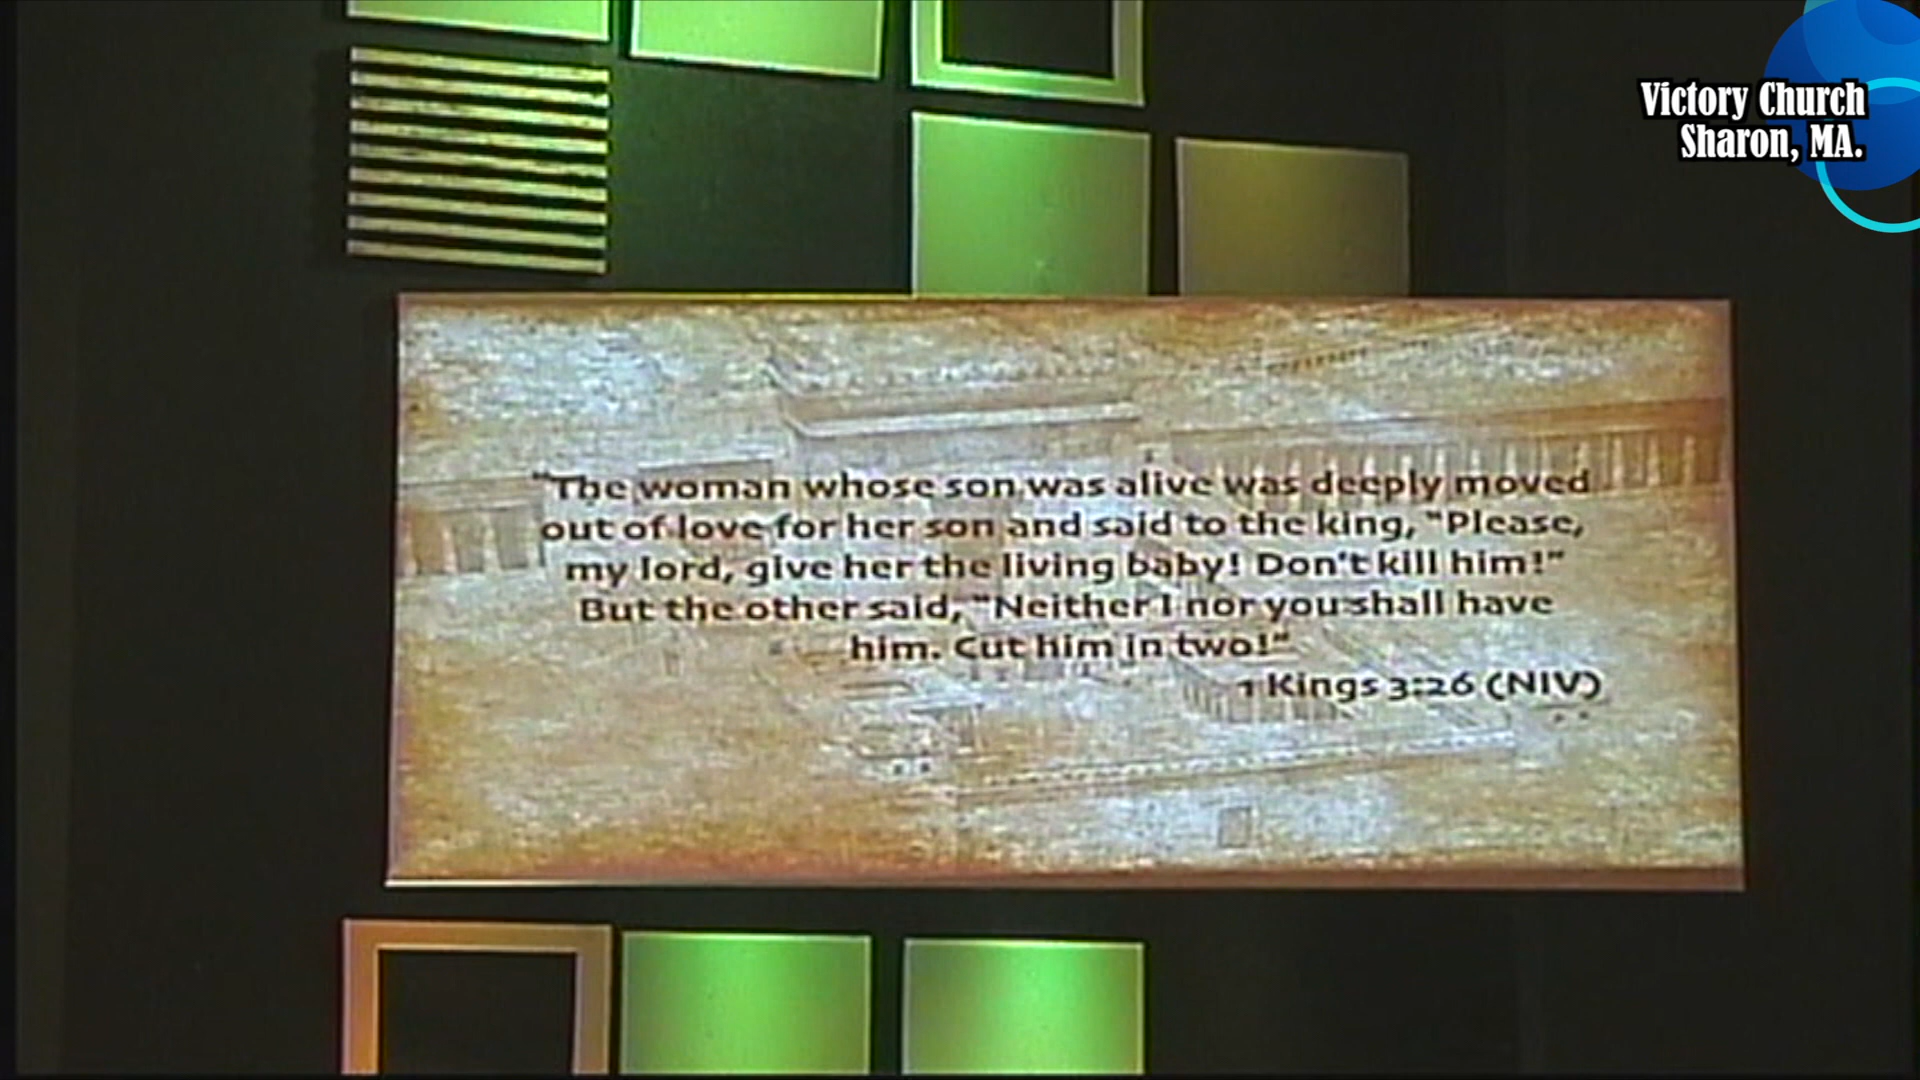 Victory Church
Sharon, MA.
"The woman whose son was alive was deeply moved
out of love for her son and said to the king, "Please,
my lord, give her the living baby! Don't kill him!"
But the other said, "Neither I nor you shall have
him. Cut him in two!"
1 Kings 3:26 (NIV)